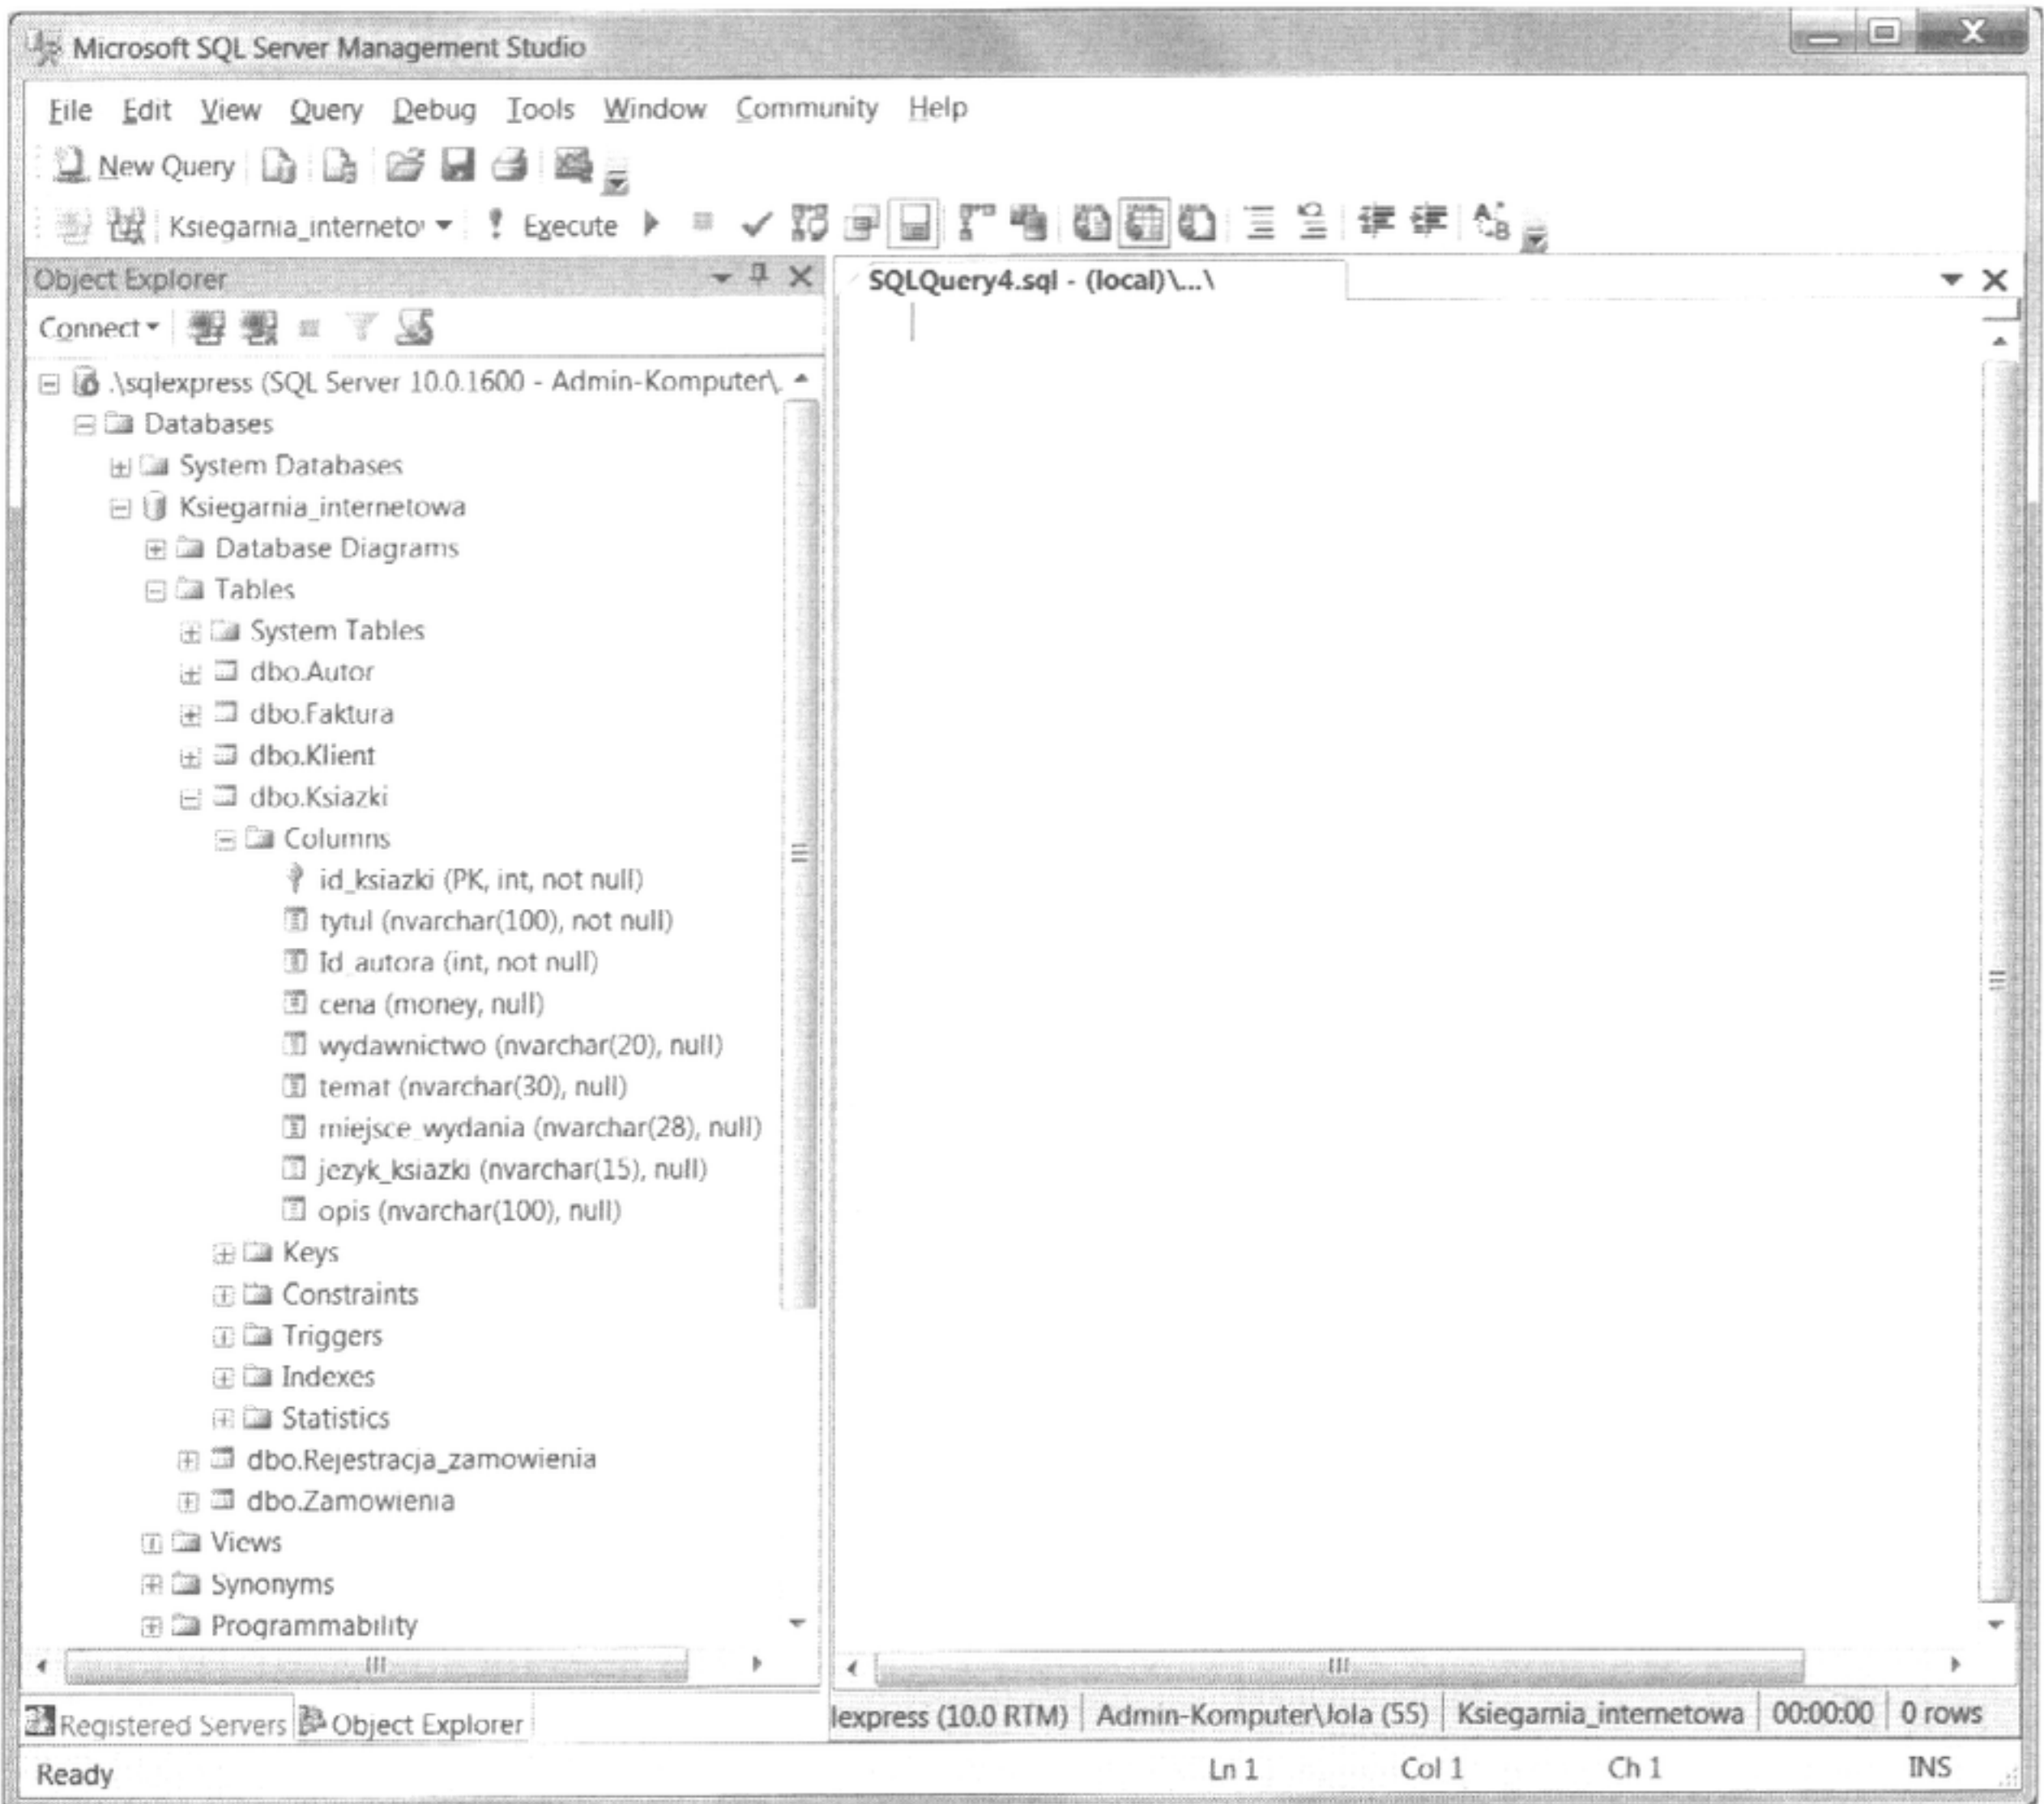 Microsoft SQL Server Management Studio
File Edit View Query Debug Tools Window Community Help
New Query
Ksiegarnia_interneto Execute
Object Explorer
Connect
.\sqlexpress (SQL Server 10.0.1600 - Admin-Komputer\
Databases
System Databases
Ksiegarnia_internetowa
Database Diagrams
Tables
System Tables
dbo.Autor
dbo.Faktura
dbo.Klient
dbo.Ksiazki
Columns
id_ksiazki (PK, int, not null)
tytul (nvarchar(100), not null)
Id_autora (int, not null)
cena (money, null)
wydawnictwo (nvarchar(20), null)
temat (nvarchar(30), null)
miejsce_wydania (nvarchar(28), null)
jezyk_ksiazki (nvarchar(15), null)
opis (nvarchar(100), null)
Keys
Constraints
Triggers
Indexes
Statistics
dbo.Rejestracja_zamowienia
dbo.Zamowienia
Views
Synonyms
Programmability
Registered Servers Object Explorer
SQLQuery4.sql - (local)\...\
lexpress (10.0 RTM) Admin-Komputer\Jola (55) Ksiegarnia_internetowa 00:00:00 0 rows
Ready Ln 1 Col 1 Ch 1 INS